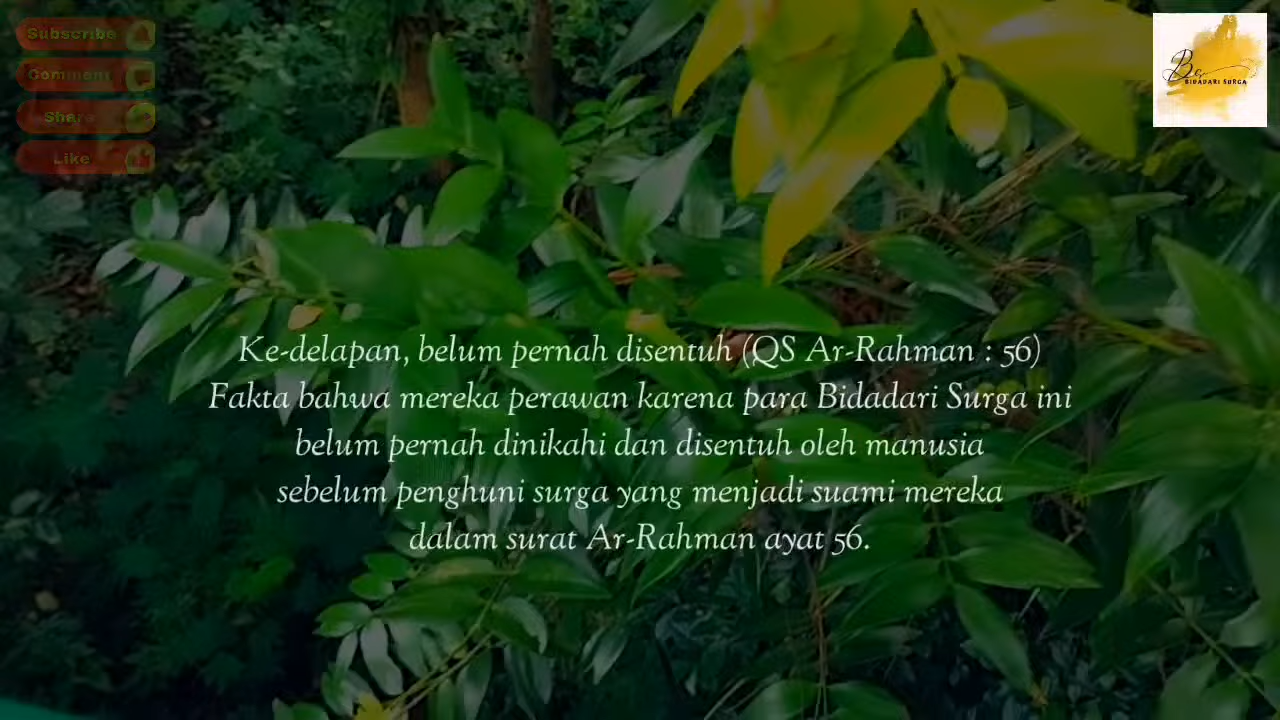 Subscribe
Comment
Share
Like
Bs
BIDADARI SURGA
Ke-delapan, belum pernah disentuh (QS Ar-Rahman : 56)
Fakta bahwa mereka perawan karena para Bidadari Surga ini
belum pernah dinikahi dan disentuh oleh manusia
sebelum penghuni surga yang menjadi suami mereka
dalam surat Ar-Rahman ayat 56.